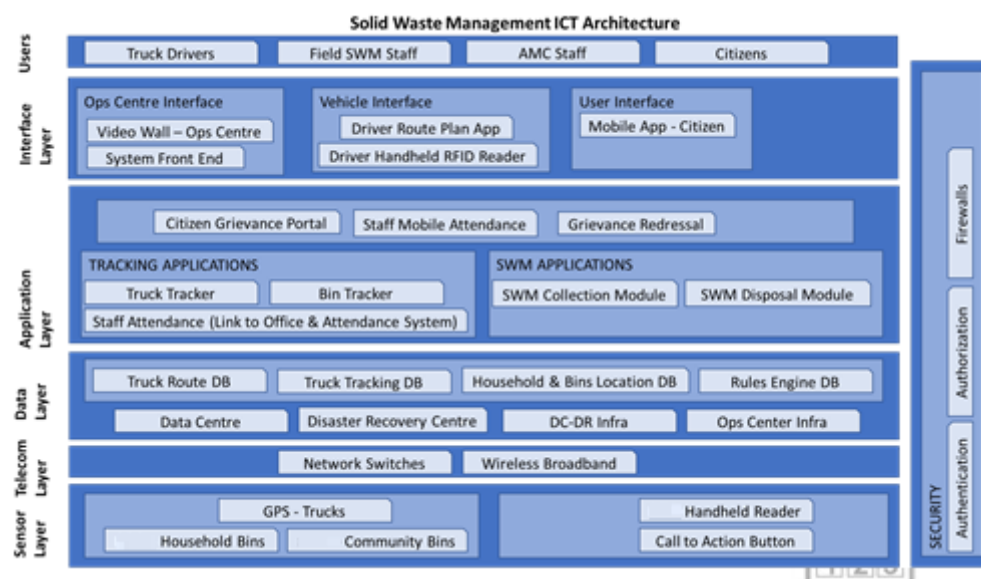 Solid Waste Management ICT Architecture
Users
Truck Drivers
Field SWM Staff
AMC Staff
Citizens
Interface
Layer
Ops Centre Interface
Video Wall – Ops Centre
System Front End
Vehicle Interface
Driver Route Plan App
Driver Handheld RFID Reader
User Interface
Mobile App - Citizen
Application
Layer
Citizen Grievance Portal
Staff Mobile Attendance
Grievance Redressal
TRACKING APPLICATIONS
Truck Tracker
Bin Tracker
Staff Attendance (Link to Office & Attendance System)
SWM APPLICATIONS
SWM Collection Module
SWM Disposal Module
Data
Layer
Truck Route DB
Truck Tracking DB
Household & Bins Location DB
Rules Engine DB
Data Centre
Disaster Recovery Centre
DC-DR Infra
Ops Center Infra
Telecom
Layer
Network Switches
Wireless Broadband
Sensor
Layer
GPS - Trucks
Household Bins
Community Bins
Handheld Reader
Call to Action Button
SECURITY
Firewalls
Authorization
Authentication